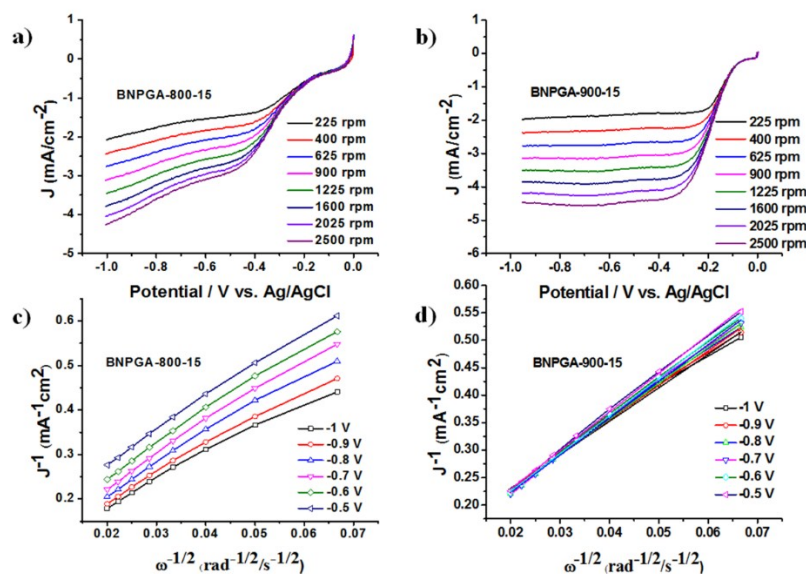 a)
J (mA/cm-2)
1
0
-1
-2
-3
-4
-5
BNPGA-800-15
225 rpm
400 rpm
625 rpm
900 rpm
1225 rpm
1600 rpm
2025 rpm
2500 rpm
-1.0 -0.8 -0.6 -0.4 -0.2 0.0
Potential / V vs. Ag/AgCl
b)
J (mA/cm-2)
1
0
-1
-2
-3
-4
-5
-6
BNPGA-900-15
225 rpm
400 rpm
625 rpm
900 rpm
1225 rpm
1600 rpm
2025 rpm
2500 rpm
-1.0 -0.8 -0.6 -0.4 -0.2 0.0
Potential / V vs. Ag/AgCl
c)
J-1 (mA-1cm2)
0.6
0.5
0.4
0.3
0.2
BNPGA-800-15
-1 V
-0.9 V
-0.8 V
-0.7 V
-0.6 V
-0.5 V
0.02 0.03 0.04 0.05 0.06 0.07
ω-1/2 (rad-1/2/s-1/2)
d)
J-1 (mA-1cm2)
0.55
0.50
0.45
0.40
0.35
0.30
0.25
0.20
BNPGA-900-15
-1 V
-0.9 V
-0.8 V
-0.7 V
-0.6 V
-0.5 V
0.02 0.03 0.04 0.05 0.06 0.07
ω-1/2 (rad-1/2/s-1/2)